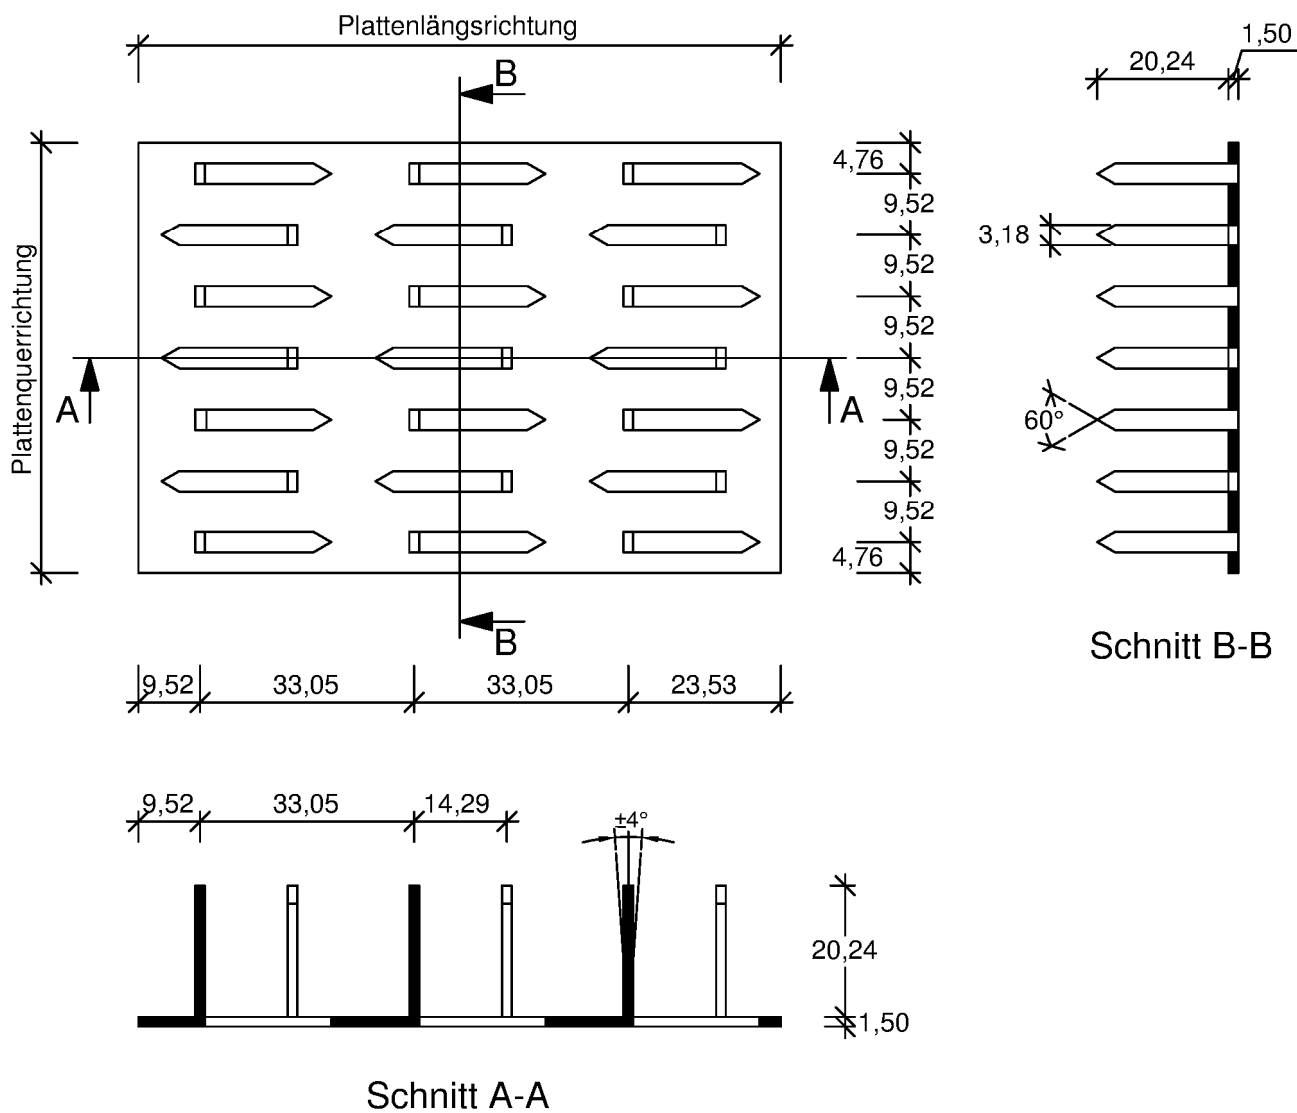 Plattenlängsrichtung
B
20,24
1,50
Plattenquerrichtung
4,76
9,52
9,52
9,52
9,52
9,52
9,52
4,76
3,18
60°
A
A
B
Schnitt B-B
9,52
33,05
33,05
23,53
9,52
33,05
14,29
±4°
20,24
1,50
Schnitt A-A